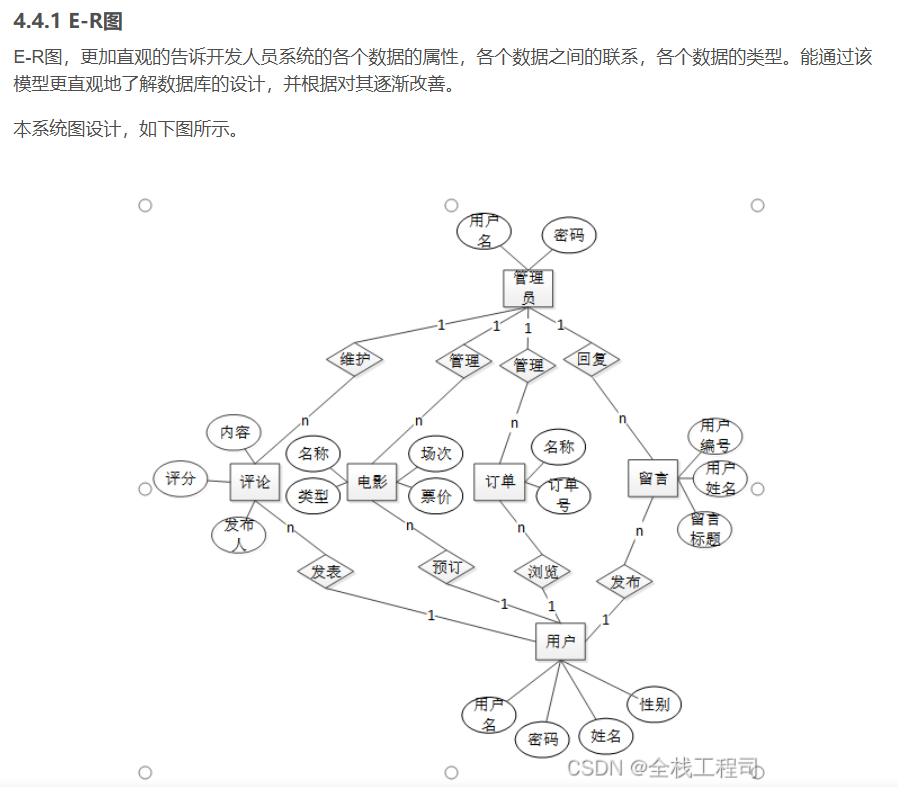 4.4.1 E-R图
E-R图，更加直观的告诉开发人员系统的各个数据的属性，各个数据之间的联系，各个数据的类型。能通过该
模型更直观地了解数据库的设计，并根据对其逐渐改善。
本系统图设计，如下图所示。
用户
名
密码
管理
员
1
1
1
1
维护
管理
管理
回复
n
n
n
n
内容
名称
场次
名称
用户
编号
评分
评论
电影
订单
留言
用户
姓名
类型
票价
订单
号
发布
人
留言
标题
n
n
n
n
发表
预订
浏览
发布
1
1
1
1
用户
用户
名
密码
姓名
性别
CSDN @全栈工程司